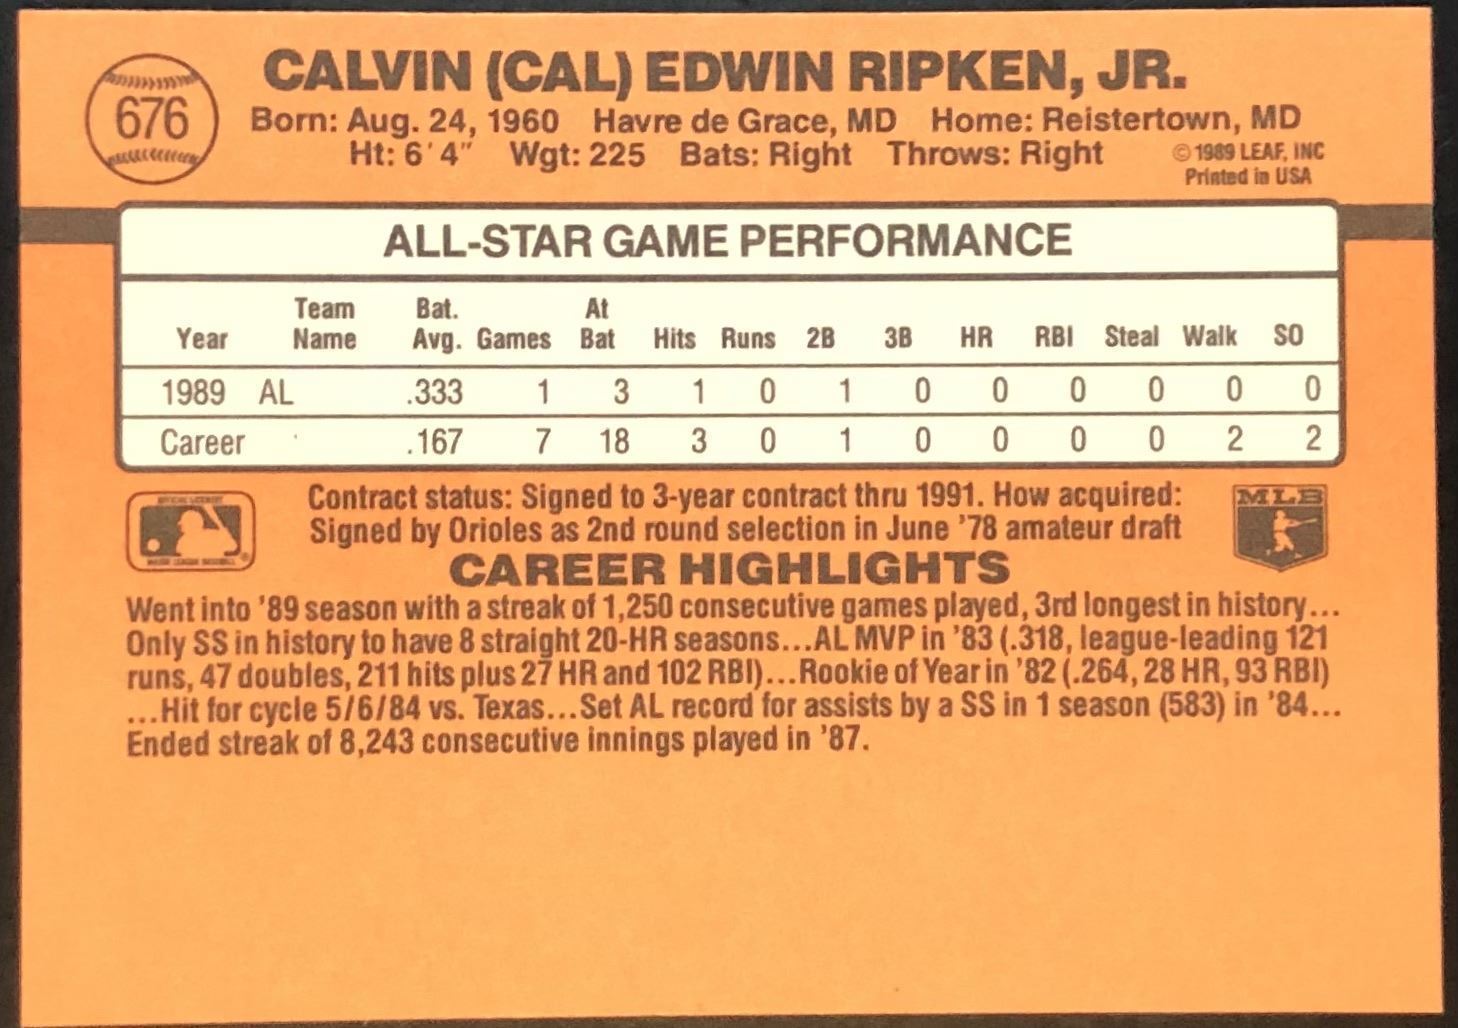 676
CALVIN (CAL) EDWIN RIPKEN, JR.
Born: Aug. 24, 1960 Havre de Grace, MD Home: Reistertown, MD
Ht: 6'4" Wgt: 225 Bats: Right Throws: Right
© 1989 LEAF, INC
Printed in USA
ALL-STAR GAME PERFORMANCE
Year Team Name Bat. Avg. Games At Bat Hits Runs 2B 3B HR RBI Steal Walk SO
1989 AL .333 1 3 1 0 1 0 0 0 0 0 0
Career .167 7 18 3 0 1 0 0 0 0 2 2
Contract status: Signed to 3-year contract thru 1991. How acquired:
Signed by Orioles as 2nd round selection in June '78 amateur draft
MLB
CAREER HIGHLIGHTS
Went into '89 season with a streak of 1,250 consecutive games played, 3rd longest in history...
Only SS in history to have 8 straight 20-HR seasons...AL MVP in '83 (.318, league-leading 121
runs, 47 doubles, 211 hits plus 27 HR and 102 RBI)...Rookie of Year in '82 (.264, 28 HR, 93 RBI)
...Hit for cycle 5/6/84 vs. Texas...Set AL record for assists by a SS in 1 season (583) in '84...
Ended streak of 8,243 consecutive innings played in '87.